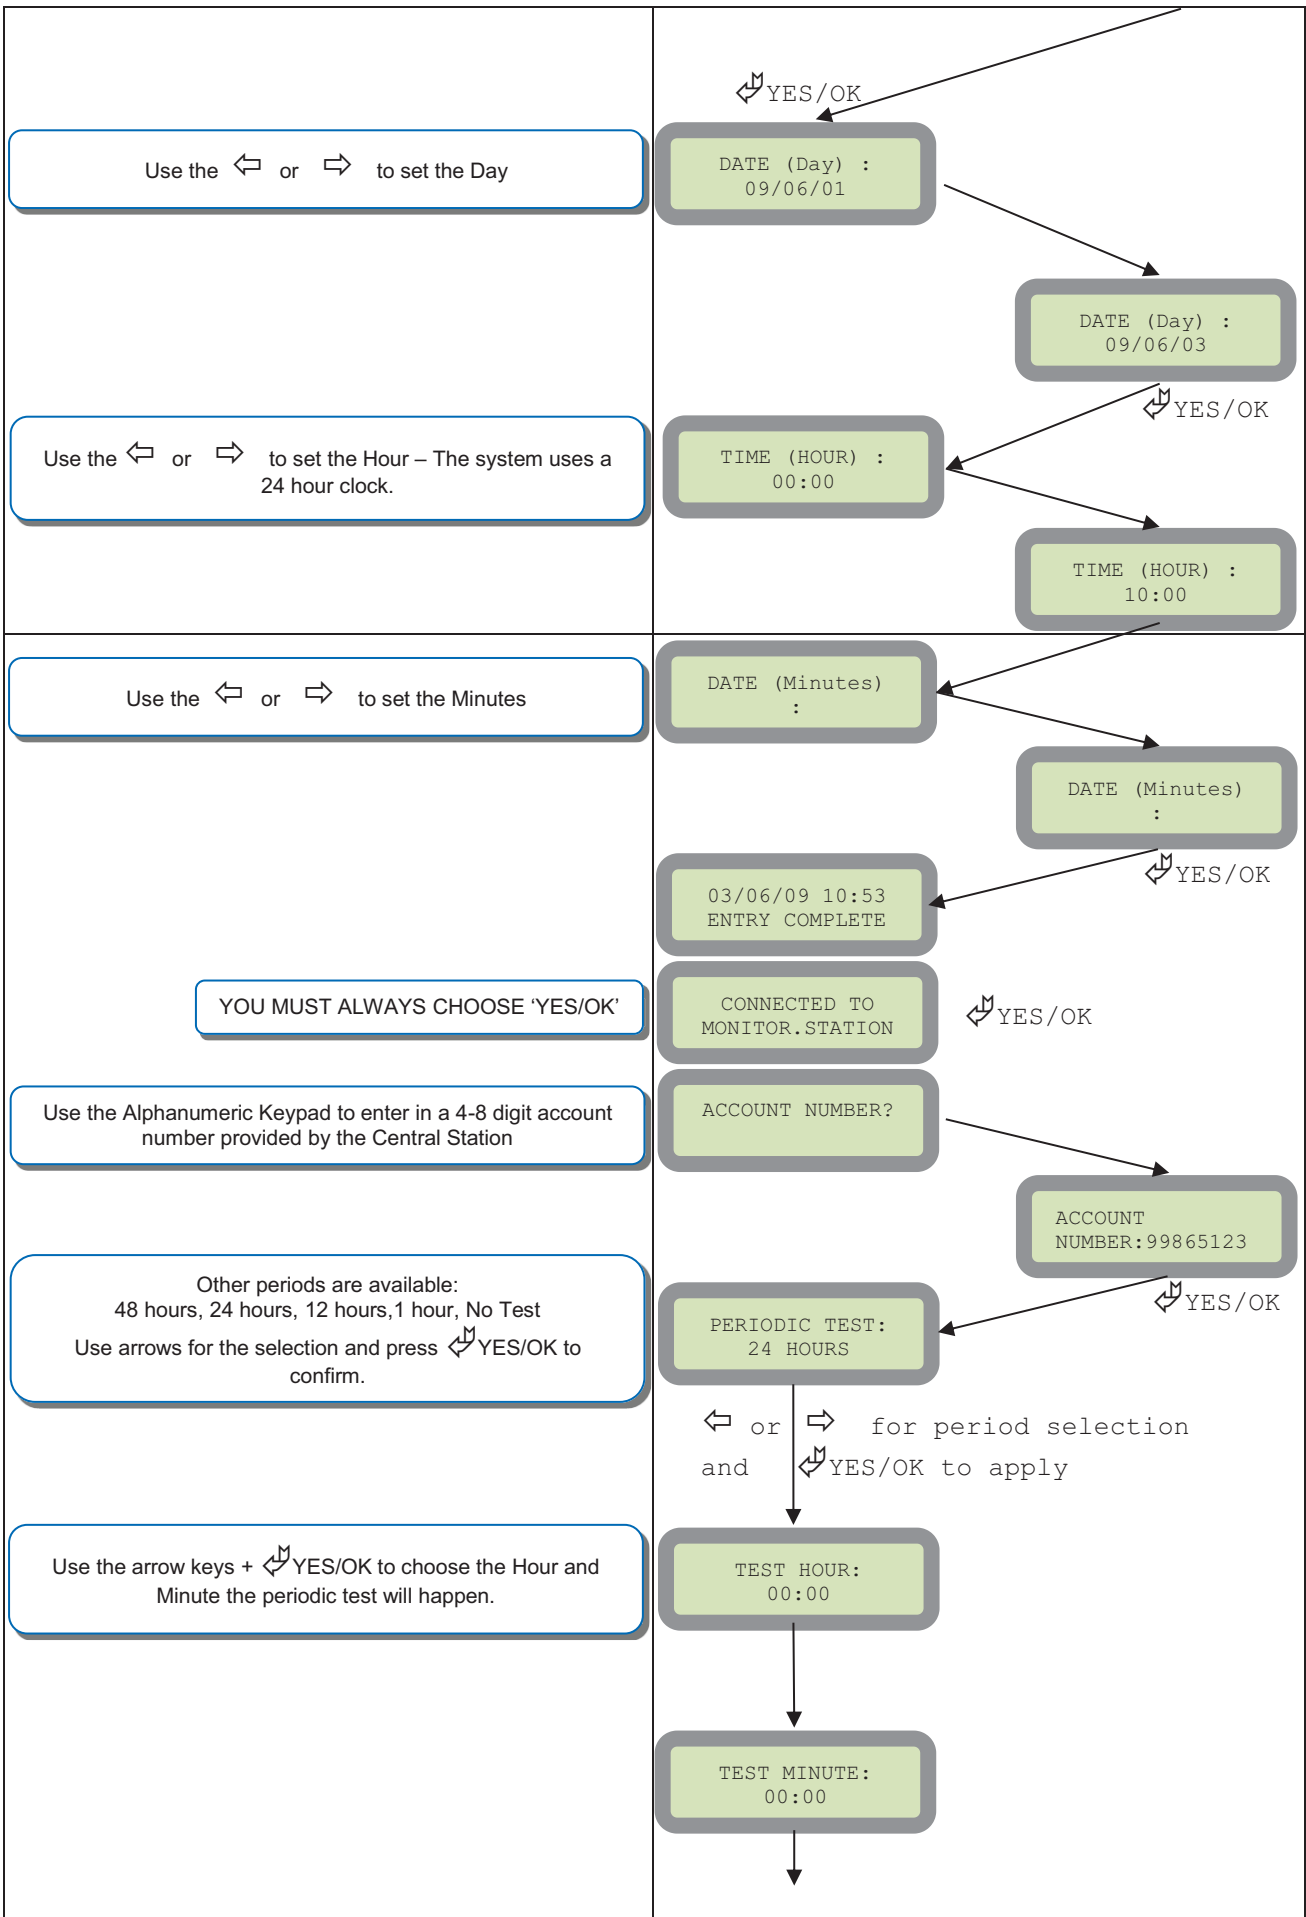 YES/OK
Use the ⇦ or ⇨ to set the Day
DATE (Day) :
09/06/01
DATE (Day) :
09/06/03
YES/OK
Use the ⇦ or ⇨ to set the Hour – The system uses a
24 hour clock.
TIME (HOUR) :
00:00
TIME (HOUR) :
10:00
Use the ⇦ or ⇨ to set the Minutes
DATE (Minutes)
:
DATE (Minutes)
:
YES/OK
03/06/09 10:53
ENTRY COMPLETE
YOU MUST ALWAYS CHOOSE ‘YES/OK’
CONNECTED TO
MONITOR.STATION
YES/OK
Use the Alphanumeric Keypad to enter in a 4-8 digit account
number provided by the Central Station
ACCOUNT NUMBER?
ACCOUNT
NUMBER:99865123
YES/OK
Other periods are available:
48 hours, 24 hours, 12 hours,1 hour, No Test
Use arrows for the selection and press YES/OK to
confirm.
PERIODIC TEST:
24 HOURS
⇦ or ⇨ for period selection
and YES/OK to apply
Use the arrow keys + YES/OK to choose the Hour and
Minute the periodic test will happen.
TEST HOUR:
00:00
TEST MINUTE:
00:00